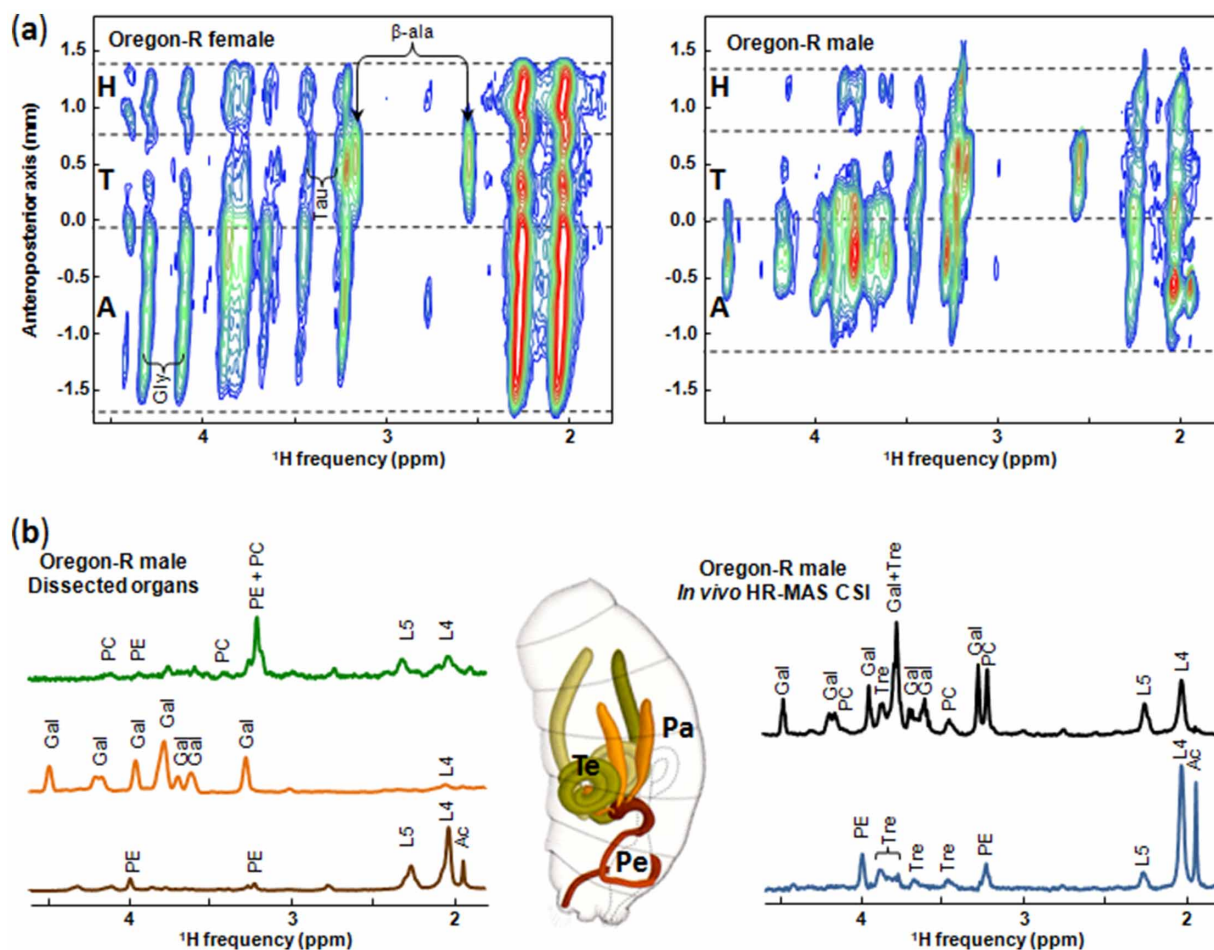 (a)
Oregon-R female
β-ala
Tau
Gly
H
T
A
1.5
1.0
0.5
0.0
-0.5
-1.0
-1.5
Anteroposterior axis (mm)
4
3
2
¹H frequency (ppm)
Oregon-R male
H
T
A
1.5
1.0
0.5
0.0
-0.5
-1.0
-1.5
4
3
2
¹H frequency (ppm)
(b)
Oregon-R male
Dissected organs
PC
PE
PC
PE + PC
L5
L4
Gal
Gal
Gal
Gal
Gal
Gal
Gal
L4
PE
PE
L5
L4
Ac
4
3
2
¹H frequency (ppm)
Te
Pa
Pe
Oregon-R male
In vivo HR-MAS CSI
Gal
Gal
PC
Gal
Tre
Gal+Tre
Gal
Gal
PC
Gal
PC
L5
L4
PE
Tre
Tre
Tre
PE
L5
L4
Ac
4
3
2
¹H frequency (ppm)